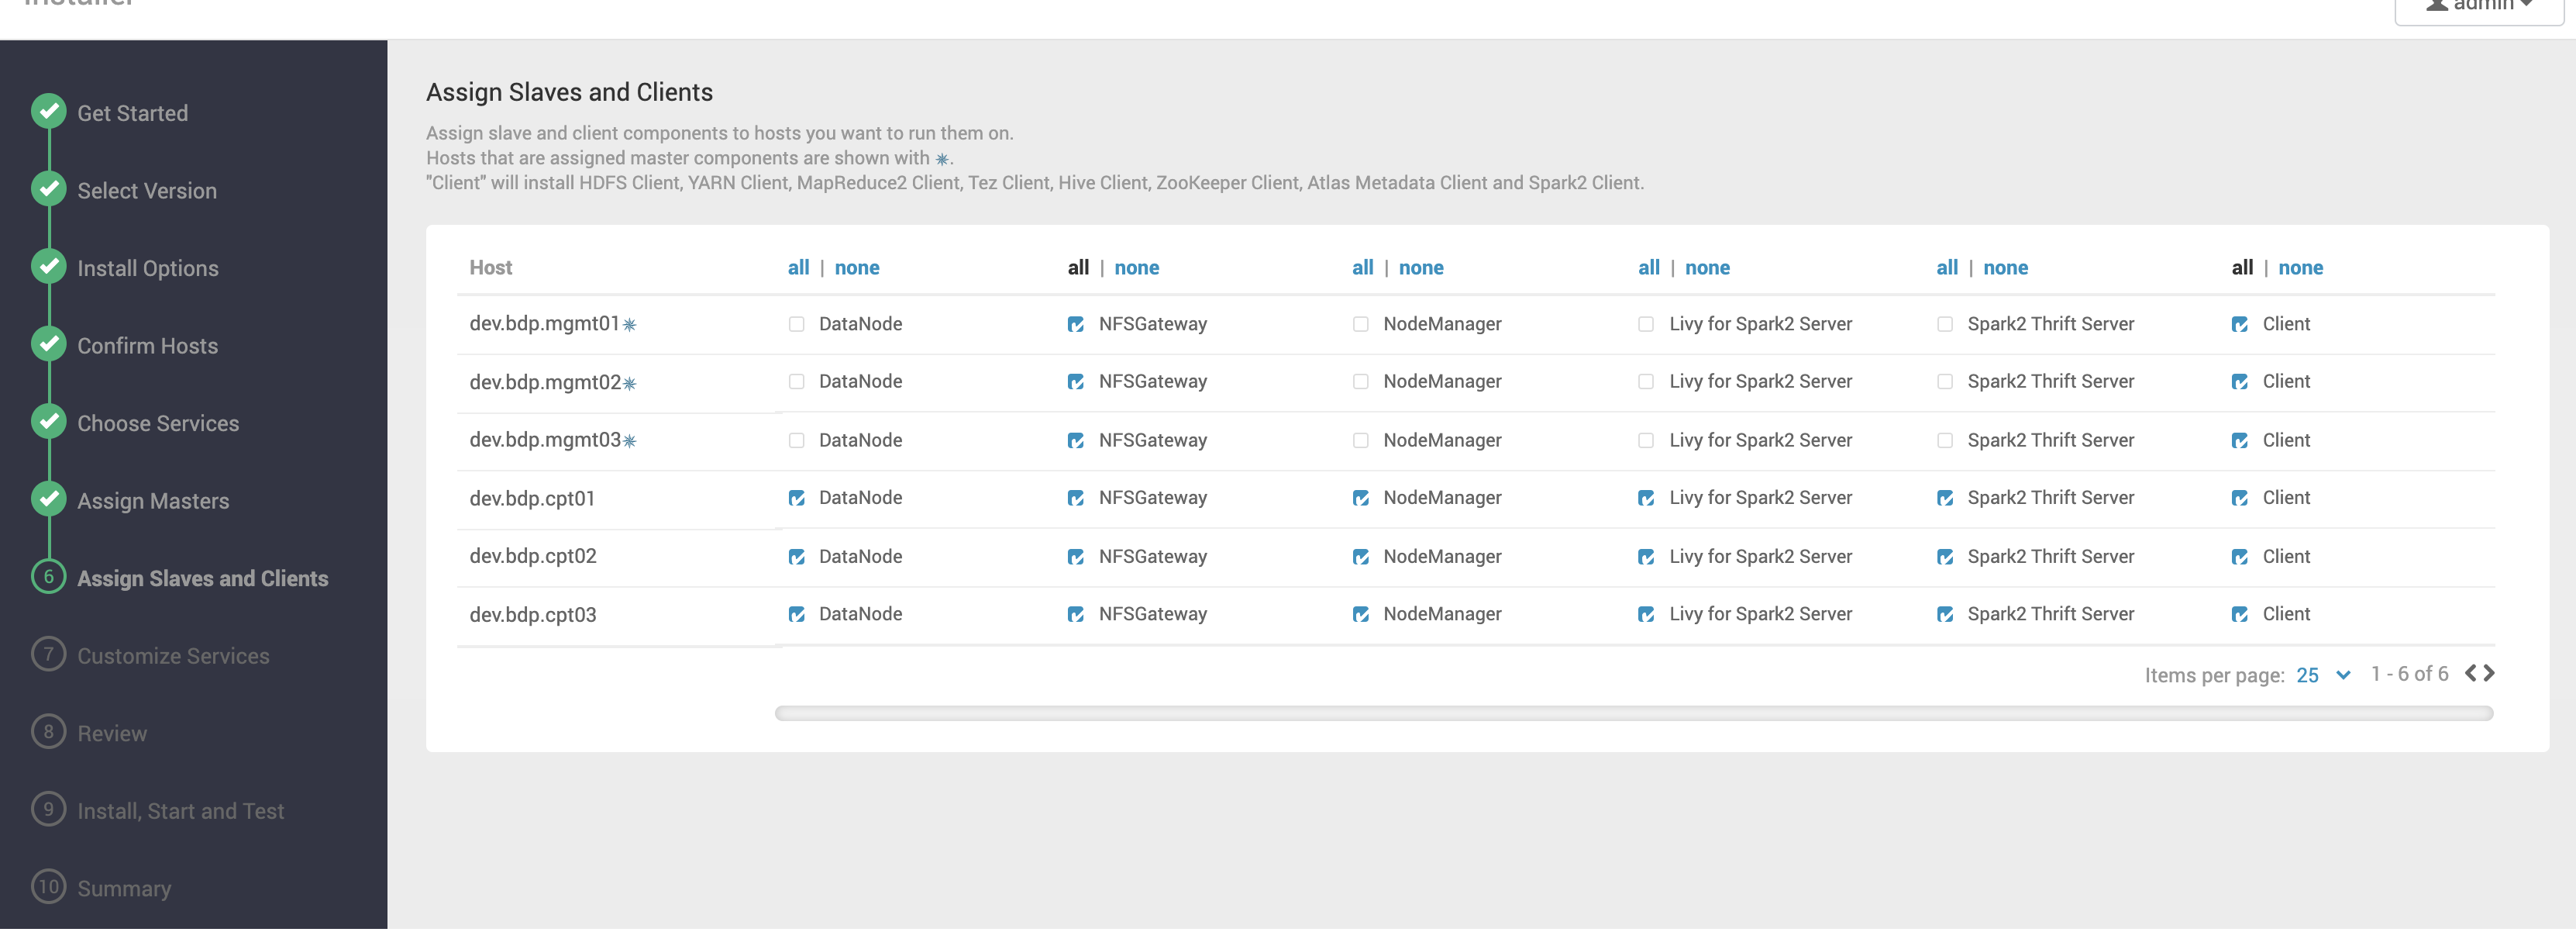 Installer
admin
Get Started
Select Version
Install Options
Confirm Hosts
Choose Services
Assign Masters
6 Assign Slaves and Clients
7 Customize Services
8 Review
9 Install, Start and Test
10 Summary
Assign Slaves and Clients
Assign slave and client components to hosts you want to run them on.
Hosts that are assigned master components are shown with ✳.
"Client" will install HDFS Client, YARN Client, MapReduce2 Client, Tez Client, Hive Client, ZooKeeper Client, Atlas Metadata Client and Spark2 Client.
Host all | none all | none all | none all | none all | none all | none
dev.bdp.mgmt01✳ DataNode NFSGateway NodeManager Livy for Spark2 Server Spark2 Thrift Server Client
dev.bdp.mgmt02✳ DataNode NFSGateway NodeManager Livy for Spark2 Server Spark2 Thrift Server Client
dev.bdp.mgmt03✳ DataNode NFSGateway NodeManager Livy for Spark2 Server Spark2 Thrift Server Client
dev.bdp.cpt01 DataNode NFSGateway NodeManager Livy for Spark2 Server Spark2 Thrift Server Client
dev.bdp.cpt02 DataNode NFSGateway NodeManager Livy for Spark2 Server Spark2 Thrift Server Client
dev.bdp.cpt03 DataNode NFSGateway NodeManager Livy for Spark2 Server Spark2 Thrift Server Client
Items per page: 25 1 - 6 of 6